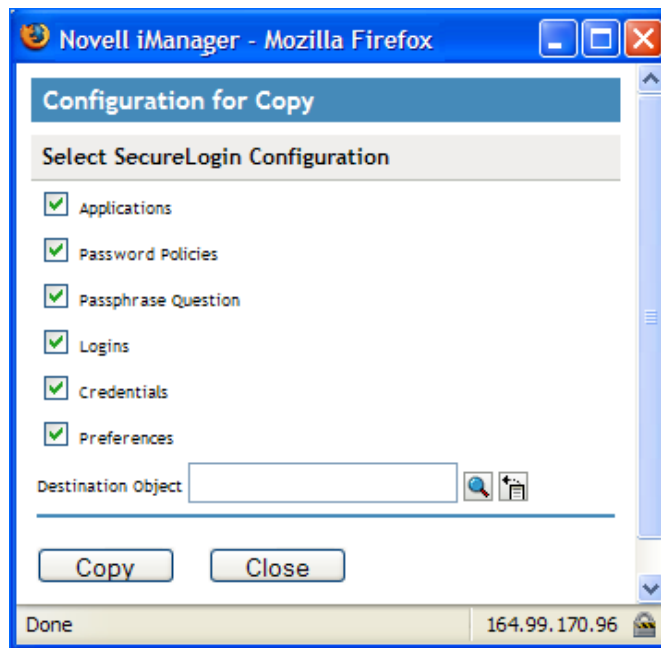 Novell iManager - Mozilla Firefox
Configuration for Copy
Select SecureLogin Configuration
Applications
Password Policies
Passphrase Question
Logins
Credentials
Preferences
Destination Object
Copy Close
Done 164.99.170.96